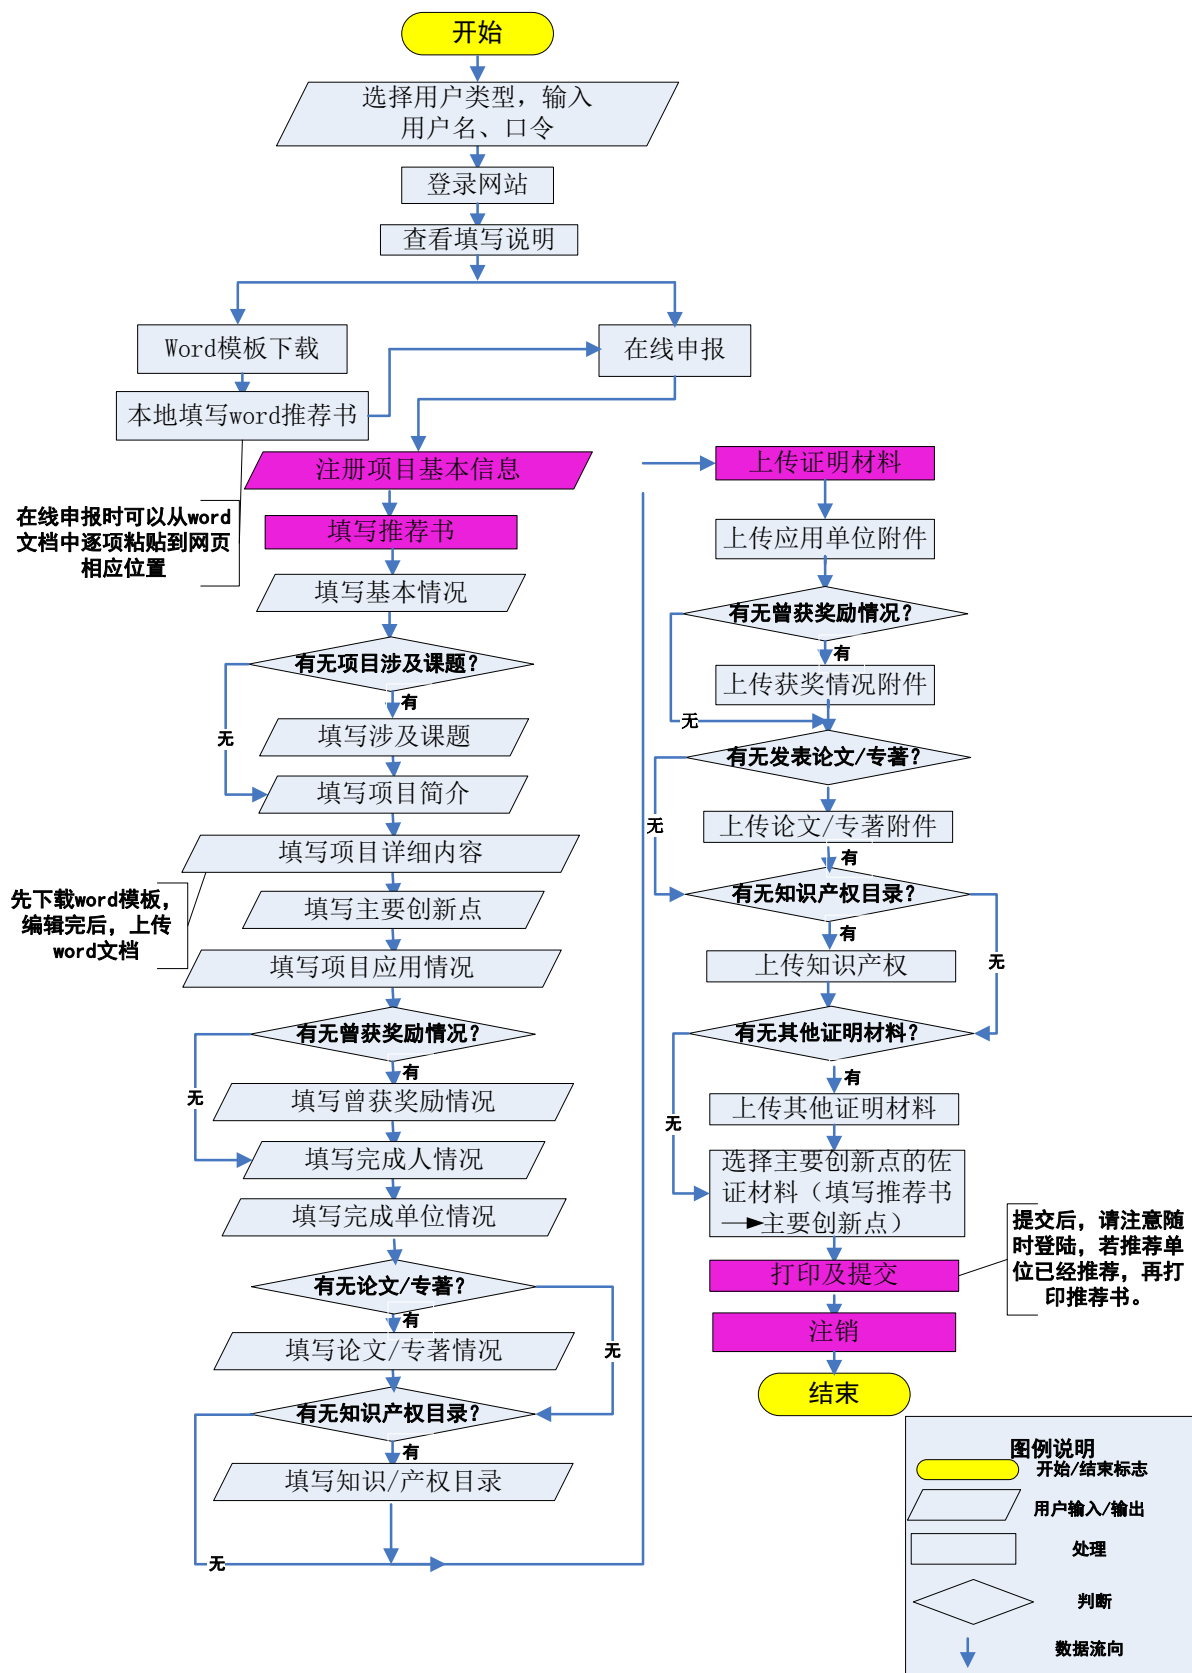 开始
选择用户类型，输入
用户名、口令
登录网站
查看填写说明
Word模板下载
在线申报
本地填写word推荐书
注册项目基本信息
在线申报时可以从word
文档中逐项粘贴到网页
相应位置
填写推荐书
填写基本情况
有无项目涉及课题？
有
无
填写涉及课题
填写项目简介
填写项目详细内容
先下载word模板，
编辑完后，上传
word文档
填写主要创新点
填写项目应用情况
有无曾获奖励情况？
有
无
填写曾获奖励情况
填写完成人情况
填写完成单位情况
有无论文/专著？
有
无
填写论文/专著情况
有无知识产权目录？
有
填写知识/产权目录
无
上传证明材料
上传应用单位附件
有无曾获奖励情况？
有
上传获奖情况附件
无
有无发表论文/专著？
无
上传论文/专著附件
有
有无知识产权目录？
有
无
上传知识产权
有无其他证明材料？
有
无
上传其他证明材料
选择主要创新点的佐
证材料（填写推荐书
→主要创新点）
提交后，请注意随
时登陆，若推荐单
位已经推荐，再打
印推荐书。
打印及提交
注销
结束
图例说明
开始/结束标志
用户输入/输出
处理
判断
数据流向